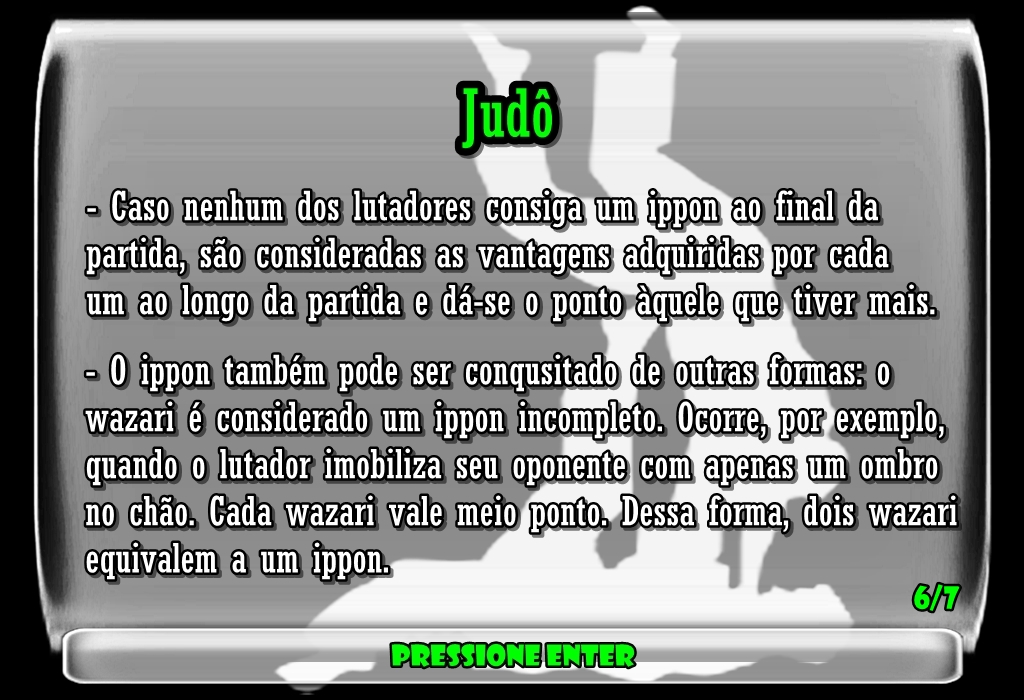 Judô
- Caso nenhum dos lutadores consiga um ippon ao final da
partida, são consideradas as vantagens adquiridas por cada
um ao longo da partida e dá-se o ponto àquele que tiver mais.
- O ippon também pode ser conqusitado de outras formas: o
wazari é considerado um ippon incompleto. Ocorre, por exemplo,
quando o lutador imobiliza seu oponente com apenas um ombro
no chão. Cada wazari vale meio ponto. Dessa forma, dois wazari
equivalem a um ippon.
6/7
PRESSIONE ENTER